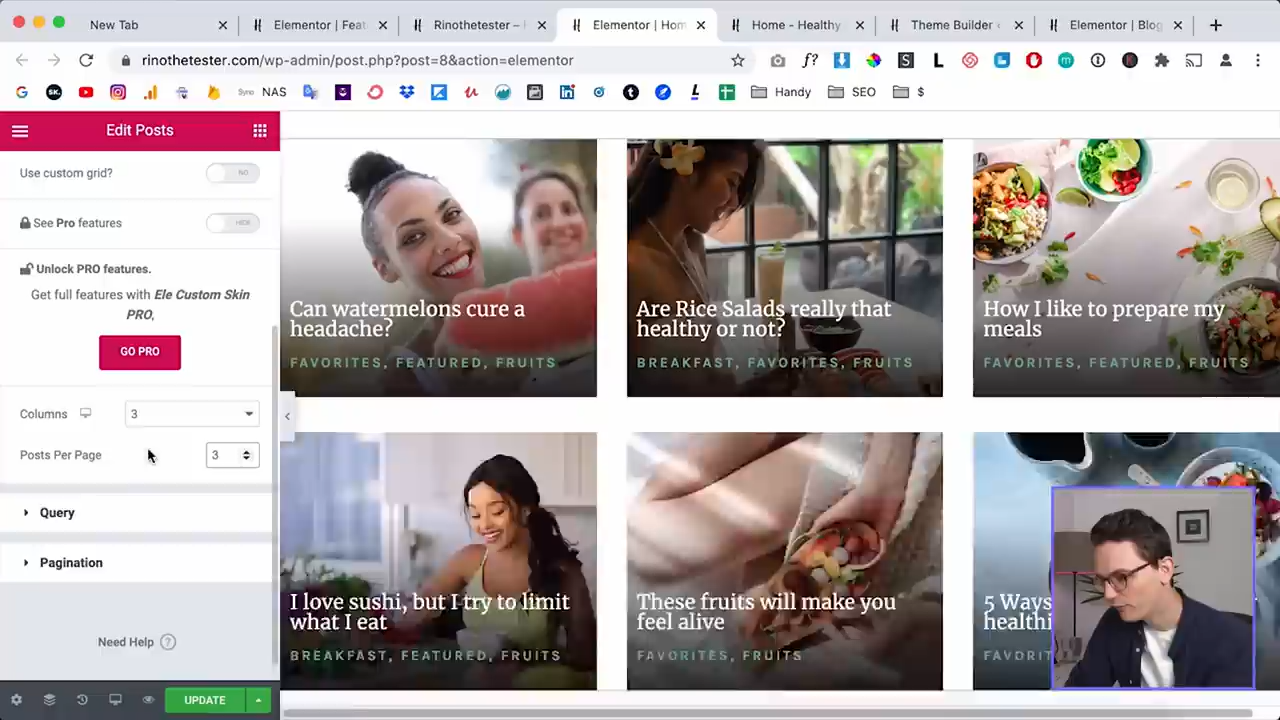 New Tab
Elementor | Feat
Rinothetester –
Elementor | Hom
Home - Healthy
Theme Builder
Elementor | Blog
rinothetester.com/wp-admin/post.php?post=8&action=elementor
f?
S
L
NAS
Handy
SEO
$
Edit Posts
Use custom grid?
NO
See Pro features
HIDE
Unlock PRO features.
Get full features with Ele Custom Skin
PRO,
GO PRO
Columns
3
Posts Per Page
3
Query
Pagination
Need Help ?
UPDATE
Can watermelons cure a
headache?
FAVORITES, FEATURED, FRUITS
Are Rice Salads really that
healthy or not?
BREAKFAST, FAVORITES, FRUITS
How I like to prepare my
meals
FAVORITES, FEATURED, FRUITS
I love sushi, but I try to limit
what I eat
BREAKFAST, FEATURED, FRUITS
These fruits will make you
feel alive
FAVORITES, FRUITS
5 Ways
healthi
FAVORIT